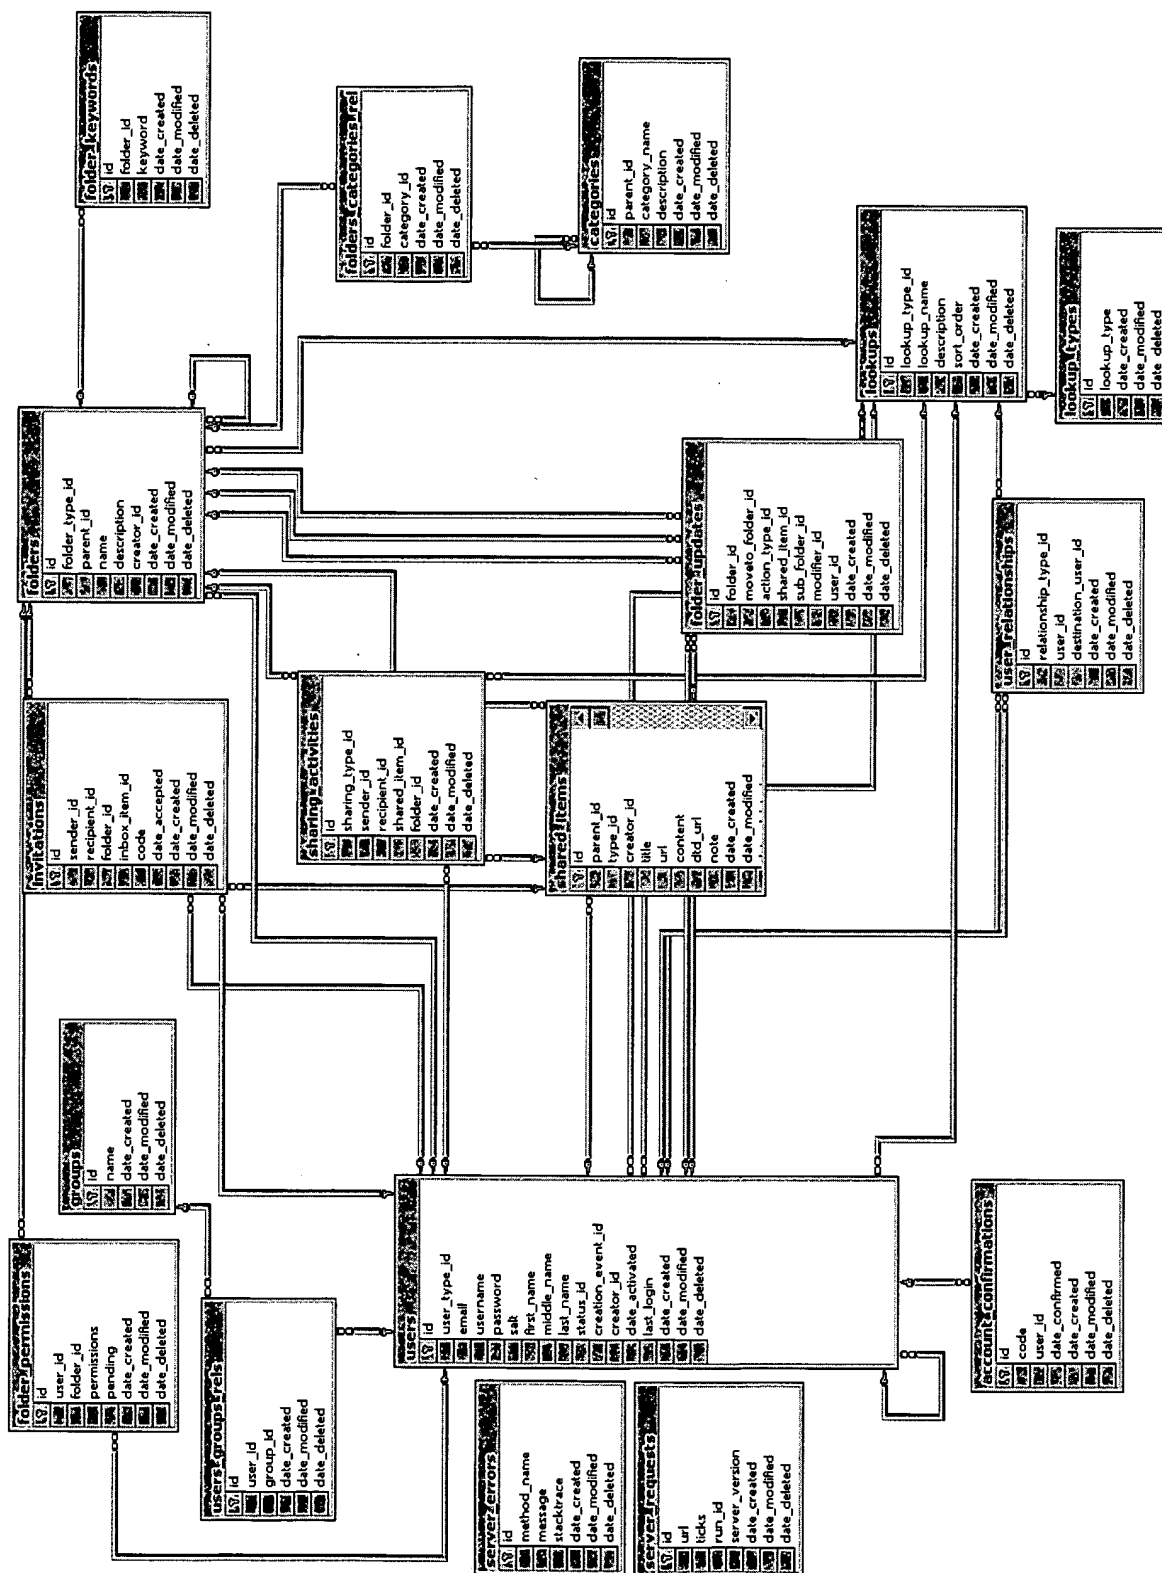 folder_permissions
id
user_id
folder_id
permissions
pending
date_created
date_modified
date_deleted
users_groups_rels
id
user_id
group_id
date_created
date_modified
date_deleted
groups
id
name
date_created
date_modified
date_deleted
server_errors
id
method_name
message
stacktrace
date_created
date_modified
date_deleted
server_requests
id
url
ticks
run_id
server_version
date_created
date_modified
date_deleted
users
id
user_type_id
email
username
password
salt
first_name
middle_name
last_name
status_id
creation_event_id
creator_id
date_activated
last_login
date_created
date_modified
date_deleted
account_confirmations
id
code
user_id
date_confirmed
date_created
date_modified
date_deleted
invitations
id
sender_id
recipient_id
folder_id
inbox_item_id
code
date_accepted
date_created
date_modified
date_deleted
sharing_activities
id
sharing_type_id
sender_id
recipient_id
shared_item_id
folder_id
date_created
date_modified
date_deleted
shared_items
id
parent_id
type_id
creator_id
title
url
content
dtd_url
note
date_created
date_modified
folders
id
folder_type_id
parent_id
name
description
creator_id
date_created
date_modified
date_deleted
folder_updates
id
folder_id
moveto_folder_id
action_type_id
shared_item_id
sub_folder_id
modifier_id
user_id
date_created
date_modified
date_deleted
user_relationships
id
relationship_type_id
user_id
destination_user_id
date_created
date_modified
date_deleted
folder_keywords
id
folder_id
keyword
date_created
date_modified
date_deleted
folders_categories_rel
id
folder_id
category_id
date_created
date_modified
date_deleted
categories
id
parent_id
category_name
description
date_created
date_modified
date_deleted
lookups
id
lookup_type_id
lookup_name
description
sort_order
date_created
date_modified
date_deleted
lookup_types
id
lookup_type
date_created
date_modified
date_deleted